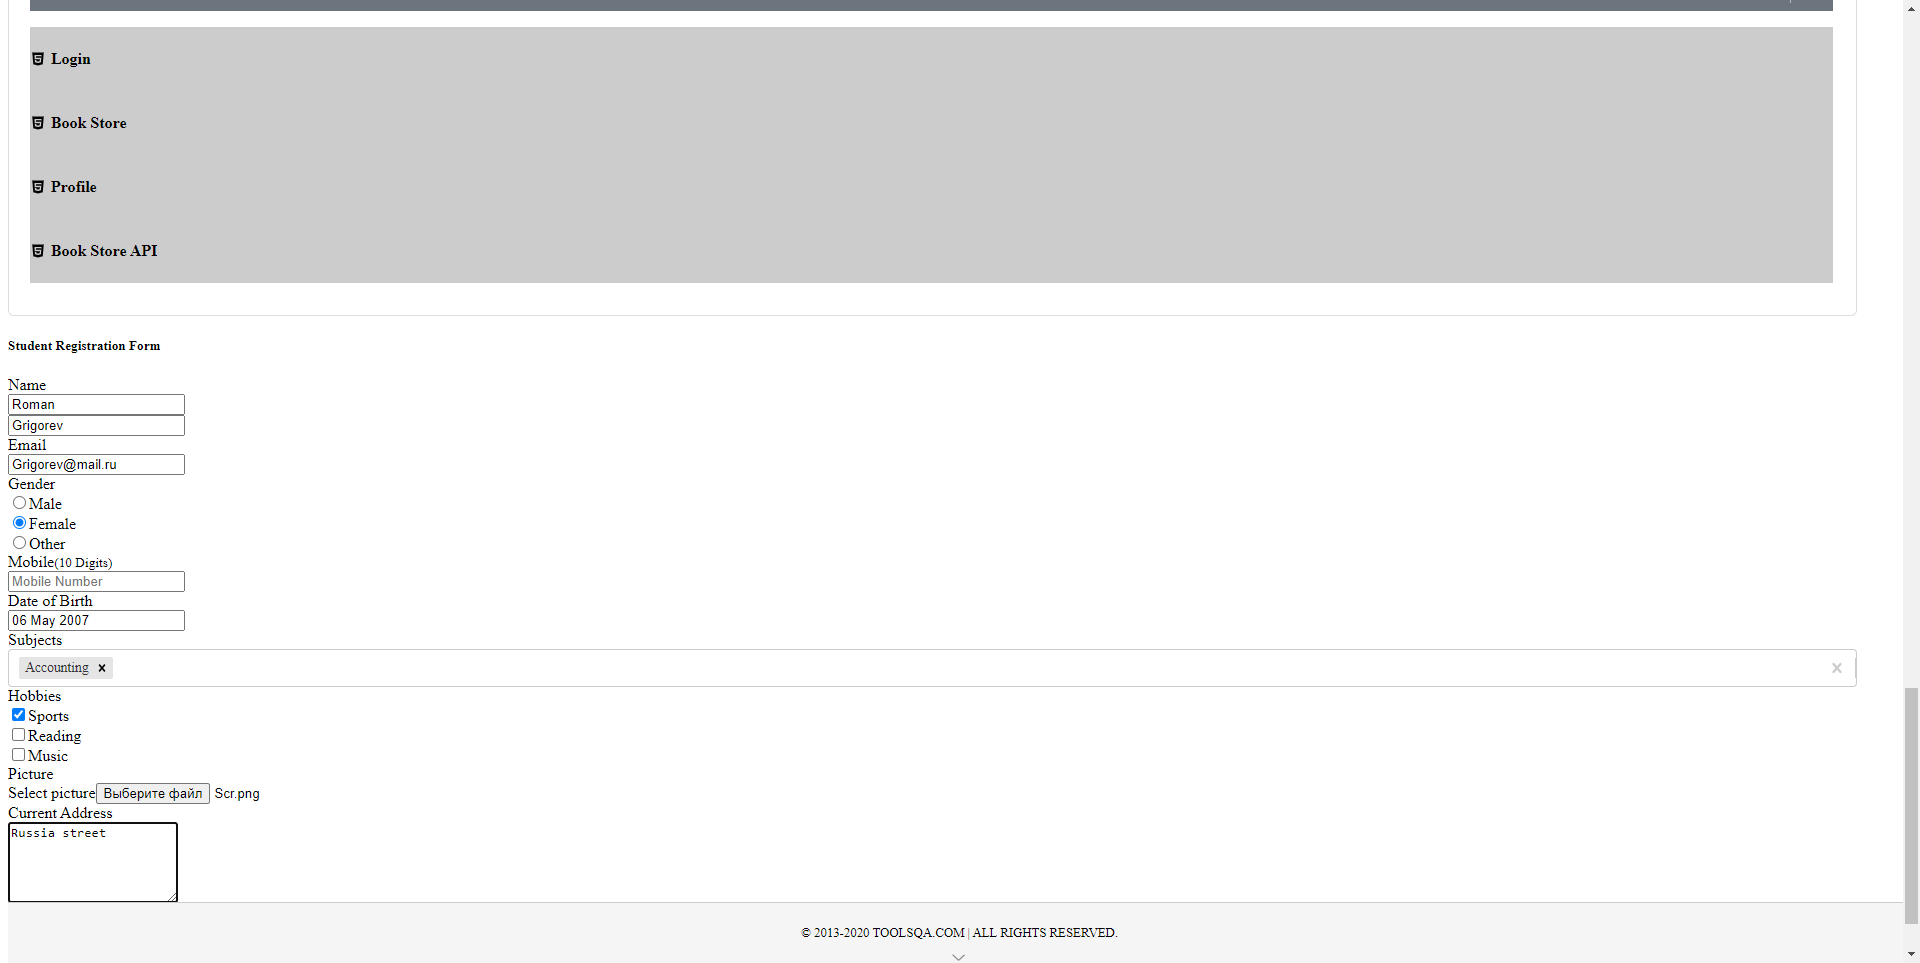 Login
Book Store
Profile
Book Store API
Student Registration Form
Name
Roman
Grigorev
Email
Grigorev@mail.ru
Gender
Male
Female
Other
Mobile(10 Digits)
Mobile Number
Date of Birth
06 May 2007
Subjects
Accounting
Hobbies
Sports
Reading
Music
Picture
Select picture Выберите файл Scr.png
Current Address
Russia street
© 2013-2020 TOOLSQA.COM | ALL RIGHTS RESERVED.